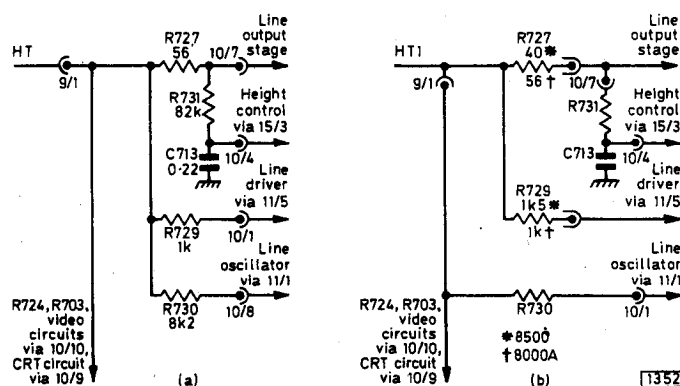 HT
9/1
R727
56
10/7
Line
output
stage
R731
82k
Height
control
via 15/3
C713
0·22
10/4
Line
driver
via 11/5
R729
1k
10/1
Line
oscillator
via 11/1
R730
8k2
10/8
R724, R703,
video
circuits
via 10/10,
CRT circuit
via 10/9
(a)
HT1
9/1
R727
40*
56†
10/7
Line
output
stage
R731
Height
control
via 15/3
C713
10/4
Line
driver
via 11/5
R729
1k5*
1k†
Line
oscillator
via 11/1
R730
10/1
R724, R703,
video
circuits
via 10/10,
CRT circuit
via 10/9
*8500
†8000A
(b)
1352